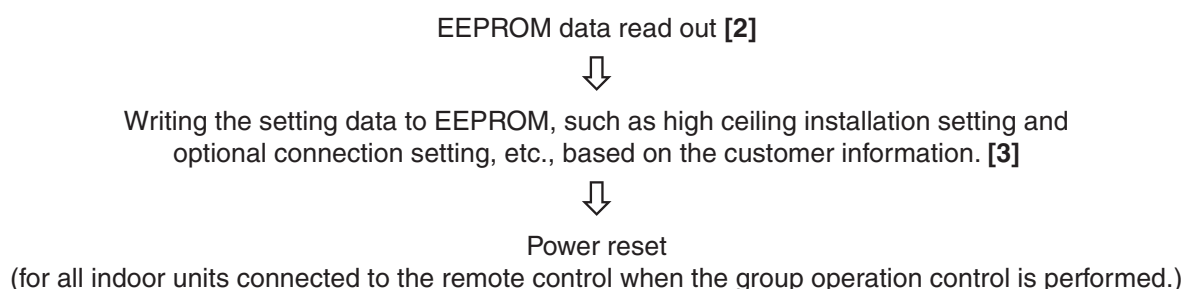 EEPROM data read out [2]
⇩
Writing the setting data to EEPROM, such as high ceiling installation setting and
optional connection setting, etc., based on the customer information. [3]
⇩
Power reset
(for all indoor units connected to the remote control when the group operation control is performed.)